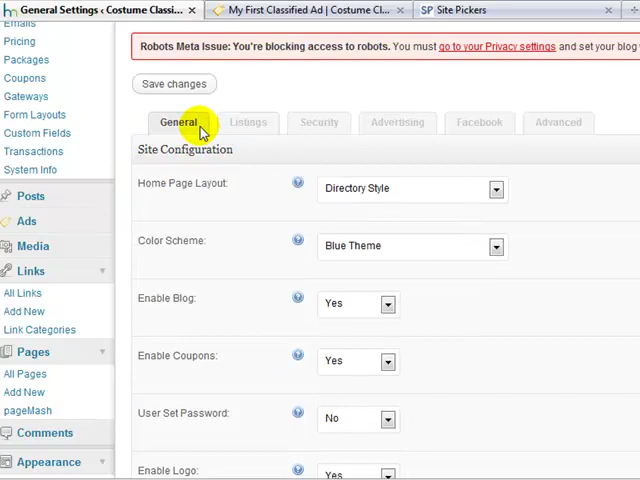 General Settings ‹ Costume Classi...
My First Classified Ad | Costume Cl...
SP Site Pickers
Emails
Pricing
Packages
Coupons
Gateways
Form Layouts
Custom Fields
Transactions
System Info
Posts
Ads
Media
Links
All Links
Add New
Link Categories
Pages
All Pages
Add New
pageMash
Comments
Appearance
Robots Meta Issue: You're blocking access to robots. You must go to your Privacy settings and set your blog
Save changes
General
Listings
Security
Advertising
Facebook
Advanced
Site Configuration
Home Page Layout:
Directory Style
Color Scheme:
Blue Theme
Enable Blog:
Yes
Enable Coupons:
Yes
User Set Password:
No
Enable Logo:
Yes